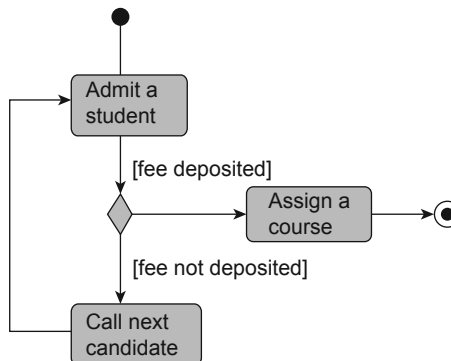 Admit a
student
[fee deposited]
Assign a
course
[fee not deposited]
Call next
candidate